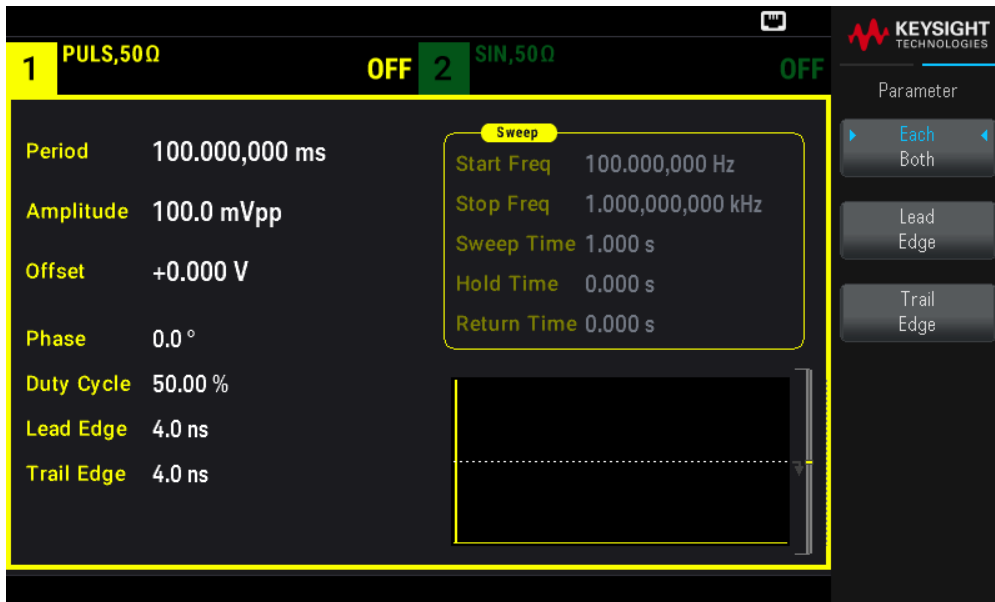 KEYSIGHT
TECHNOLOGIES
1 PULS,50Ω OFF
2 SIN,50Ω OFF
Period 100.000,000 ms
Amplitude 100.0 mVpp
Offset +0.000 V
Phase 0.0 °
Duty Cycle 50.00 %
Lead Edge 4.0 ns
Trail Edge 4.0 ns
Sweep
Start Freq 100.000,000 Hz
Stop Freq 1.000,000,000 kHz
Sweep Time 1.000 s
Hold Time 0.000 s
Return Time 0.000 s
Parameter
Each
Both
Lead
Edge
Trail
Edge